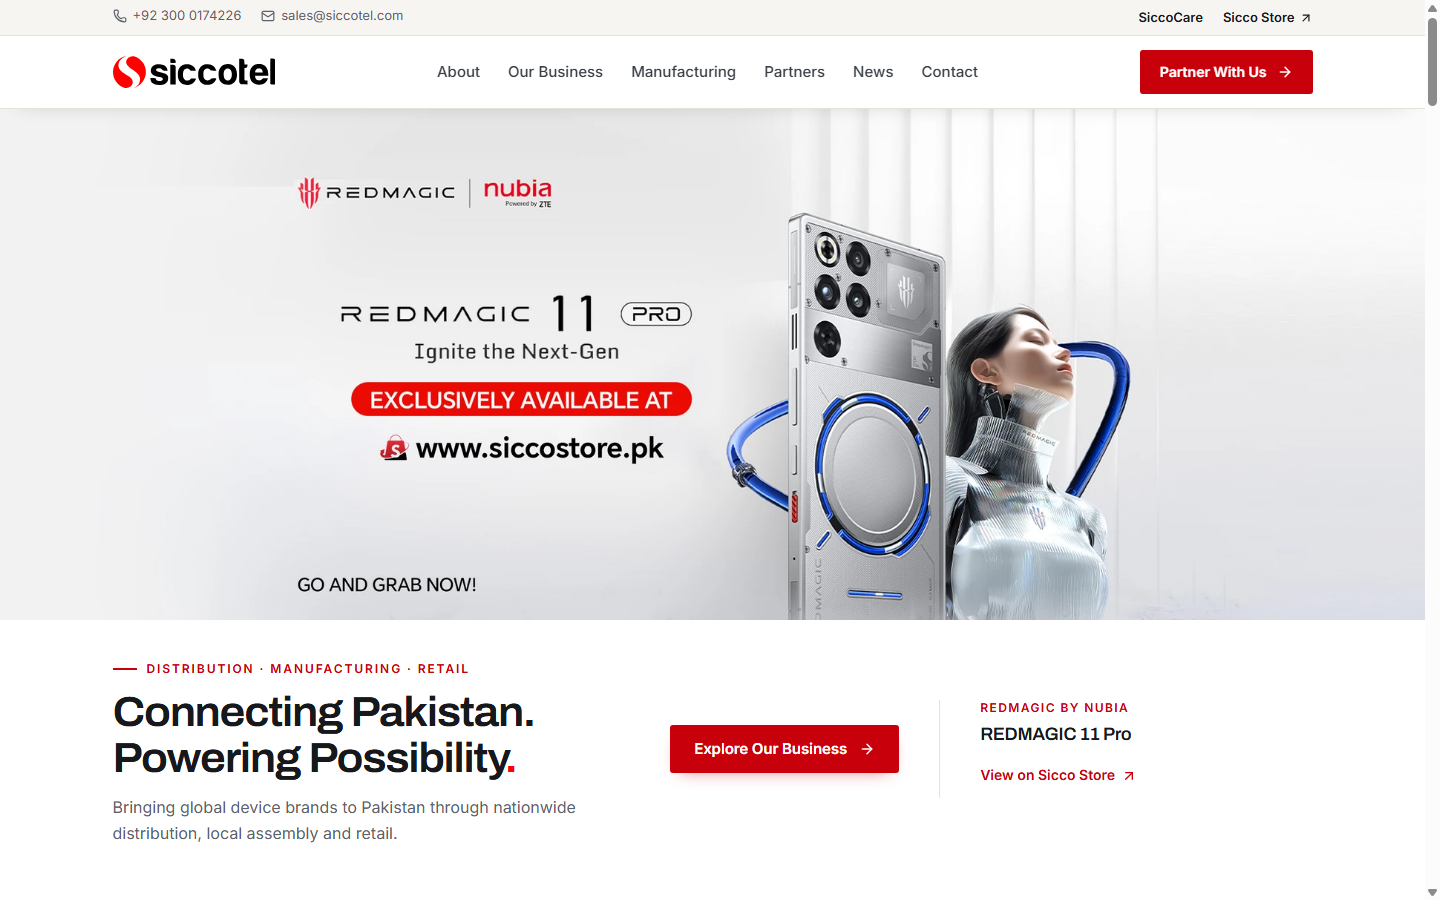 +92 300 0174226
sales@siccotel.com
SiccoCare
Sicco Store
siccotel
About
Our Business
Manufacturing
Partners
News
Contact
Partner With Us
REDMAGIC
nubia
Powered by ZTE
REDMAGIC 11 PRO
Ignite the Next-Gen
EXCLUSIVELY AVAILABLE AT
www.siccostore.pk
GO AND GRAB NOW!
REDMAGIC
DISTRIBUTION · MANUFACTURING · RETAIL
Connecting Pakistan.
Powering Possibility.
Bringing global device brands to Pakistan through nationwide
distribution, local assembly and retail.
Explore Our Business
REDMAGIC BY NUBIA
REDMAGIC 11 Pro
View on Sicco Store